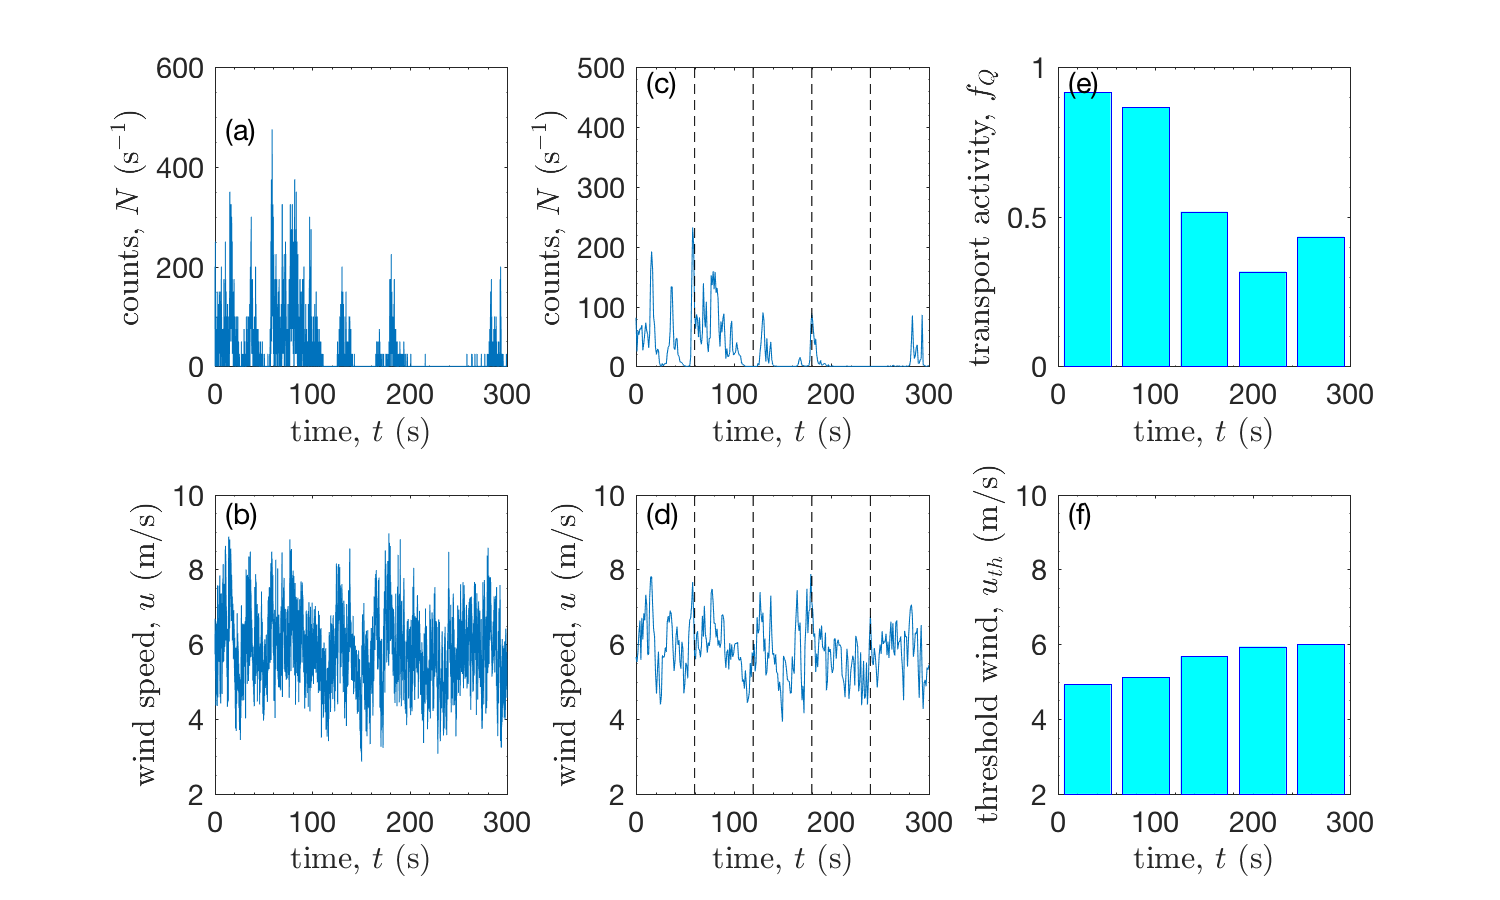 (a)
600
400
200
0
0 100 200 300
counts, N (s⁻¹)
time, t (s)
(c)
500
400
300
200
100
0
0 100 200 300
counts, N (s⁻¹)
time, t (s)
(e)
1
0.5
0
0 100 200 300
transport activity, f_Q
time, t (s)
(b)
10
8
6
4
2
0 100 200 300
wind speed, u (m/s)
time, t (s)
(d)
10
8
6
4
2
0 100 200 300
wind speed, u (m/s)
time, t (s)
(f)
10
8
6
4
2
0 100 200 300
threshold wind, u_th (m/s)
time, t (s)